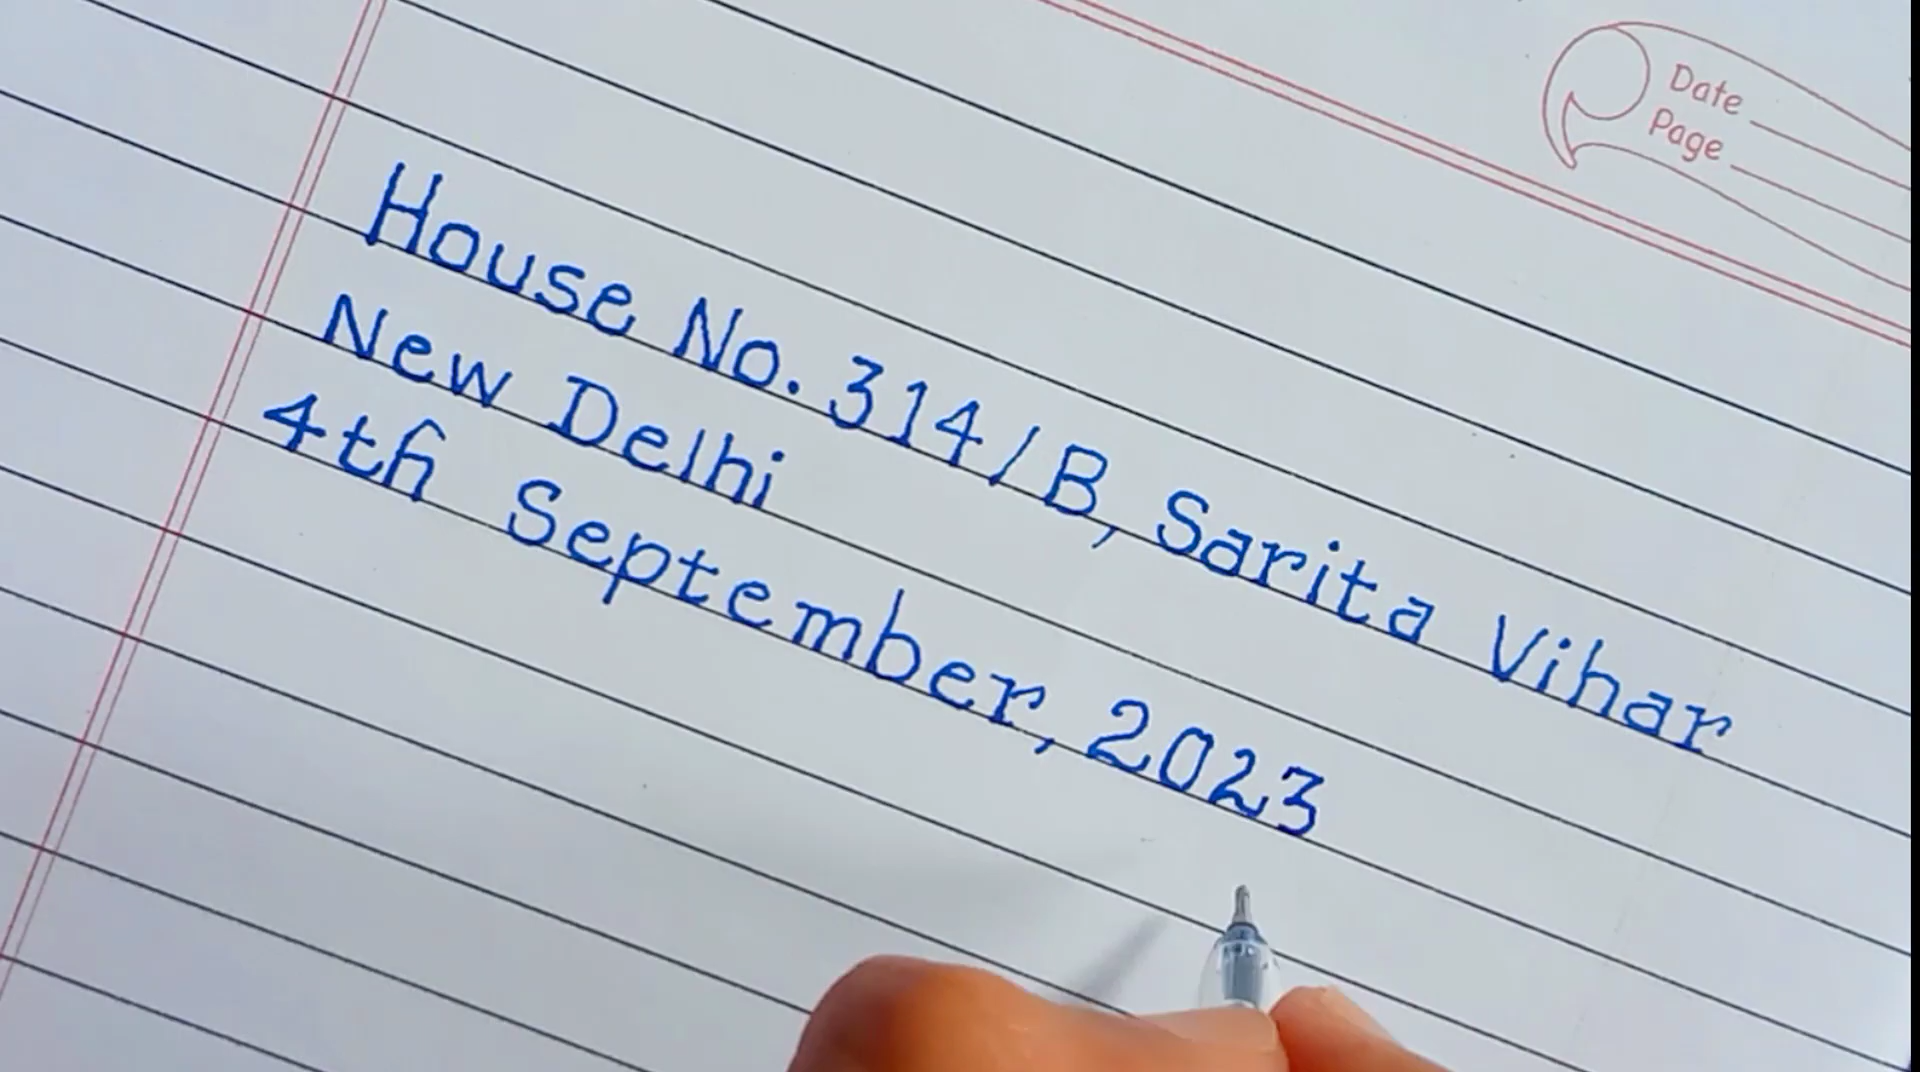 Date
Page
House No. 314/B, Sarita Vihar
New Delhi
4th September, 2023